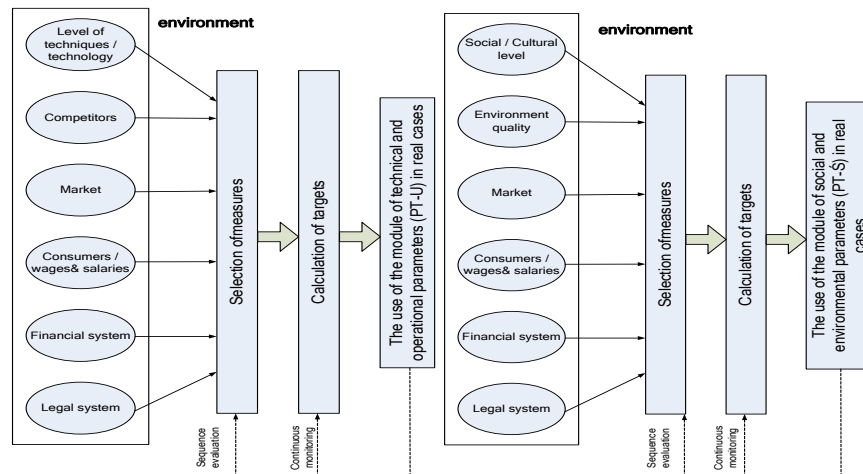 environment
Level of
techniques /
technology
Competitors
Market
Consumers /
wages& salaries
Financial system
Legal system
Selection ofmeasures
Calculation of targets
The use of the module of technical and
operational parameters (PT-U) in real cases
Sequence
evaluation
Continuous
monitoring
environment
Social / Cultural
level
Environment
quality
Market
Consumers /
wages& salaries
Financial system
Legal system
Selection of measures
Calculation of targets
The use of the module of social and
environmental parameters (PT-Ś) in real
cases
Sequence
evaluation
Continuous
monitoring